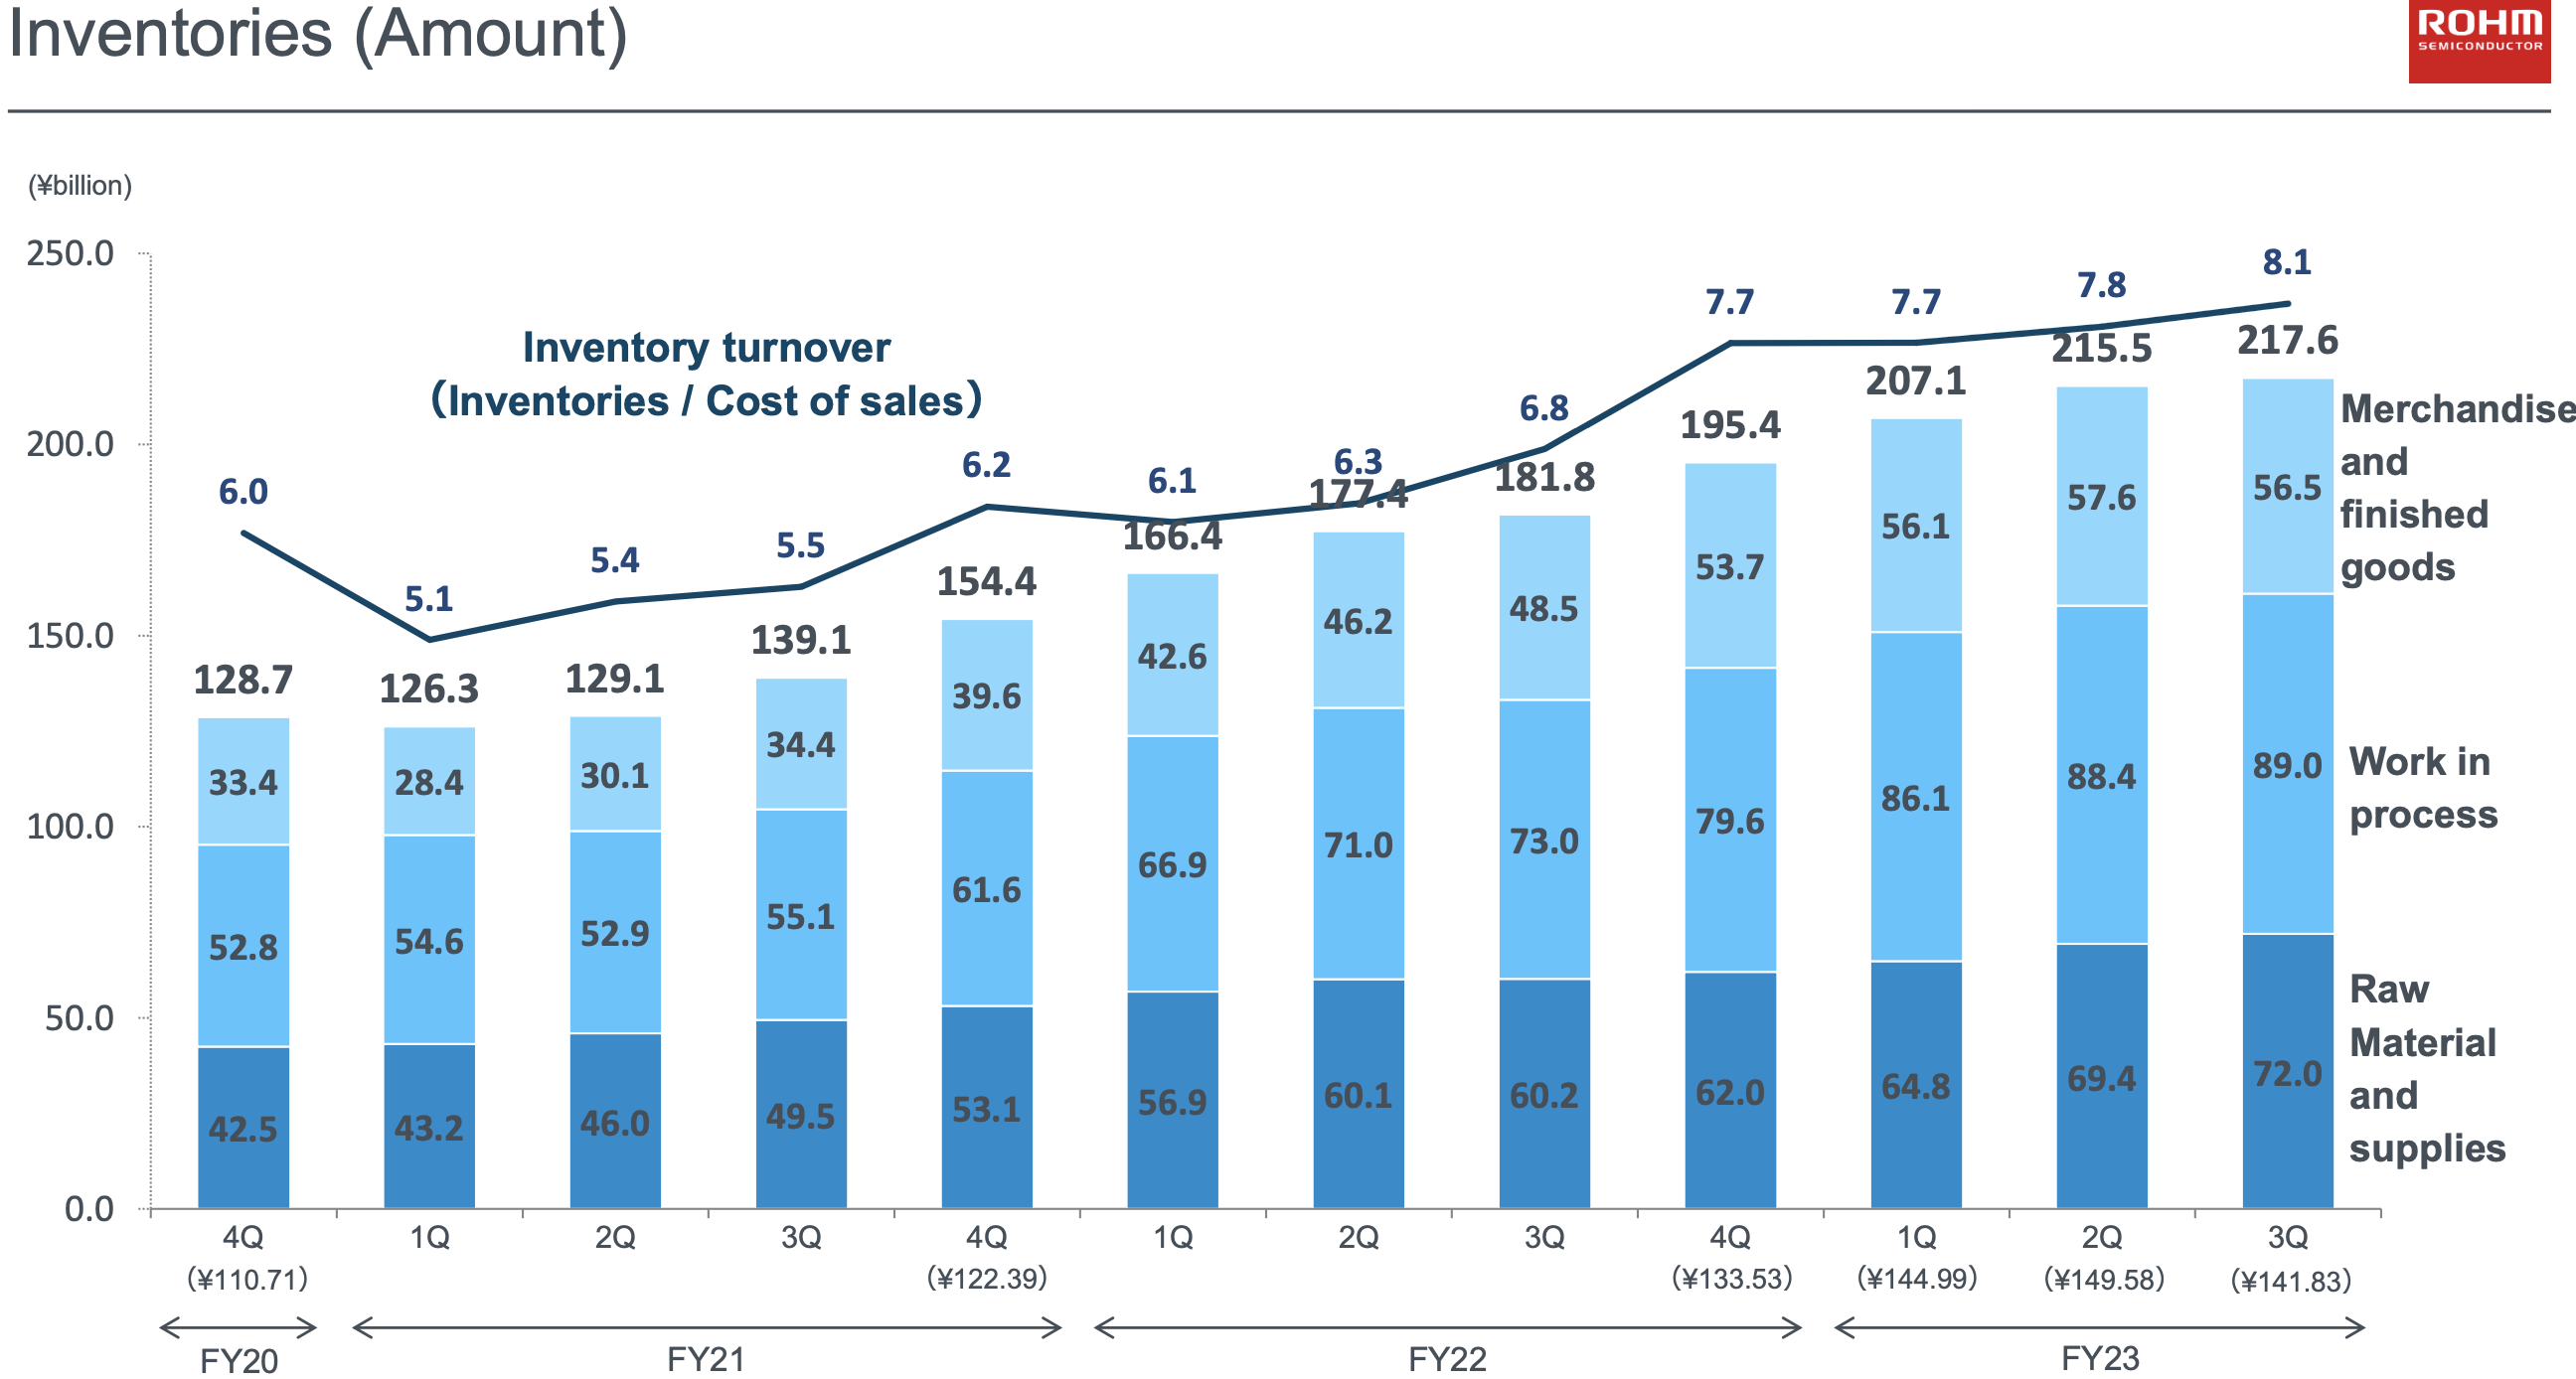 Inventories (Amount)
ROHM
SEMICONDUCTOR
(¥billion)
250.0
200.0
150.0
100.0
50.0
0.0
Inventory turnover
(Inventories / Cost of sales)
6.0
5.1
5.4
5.5
6.2
6.1
6.3
6.8
7.7
7.7
7.8
8.1
128.7
126.3
129.1
139.1
154.4
166.4
177.4
181.8
195.4
207.1
215.5
217.6
33.4
28.4
30.1
34.4
39.6
42.6
46.2
48.5
53.7
56.1
57.6
56.5
Merchandise
and
finished
goods
52.8
54.6
52.9
55.1
61.6
66.9
71.0
73.0
79.6
86.1
88.4
89.0
Work in
process
42.5
43.2
46.0
49.5
53.1
56.9
60.1
60.2
62.0
64.8
69.4
72.0
Raw
Material
and
supplies
4Q
1Q
2Q
3Q
4Q
1Q
2Q
3Q
4Q
1Q
2Q
3Q
(¥110.71)
(¥122.39)
(¥133.53)
(¥144.99)
(¥149.58)
(¥141.83)
FY20
FY21
FY22
FY23